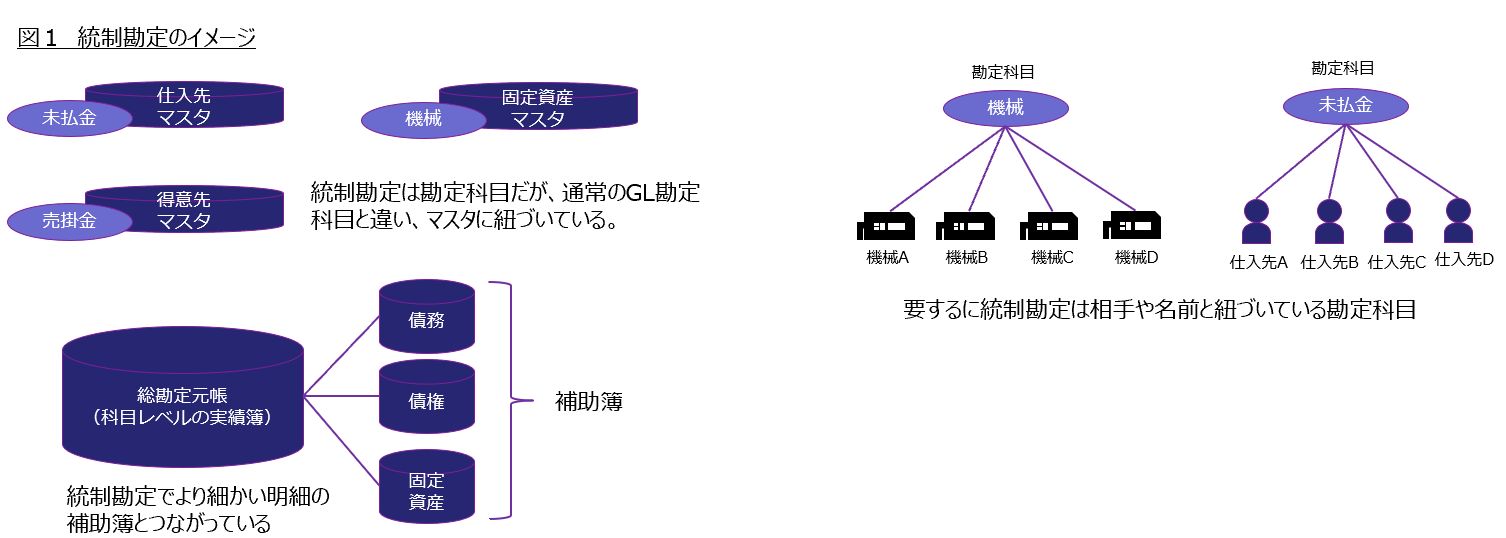 図１　統制勘定のイメージ
未払金
仕入先
マスタ
機械
固定資産
マスタ
売掛金
得意先
マスタ
統制勘定は勘定科目だが、通常のGL勘定
科目と違い、マスタに紐づいている。
総勘定元帳
（科目レベルの実績簿）
債務
債権
固定
資産
補助簿
統制勘定でより細かい明細の
補助簿とつながっている
勘定科目
機械
機械A
機械B
機械C
機械D
勘定科目
未払金
仕入先A
仕入先B
仕入先C
仕入先D
要するに統制勘定は相手や名前と紐づいている勘定科目